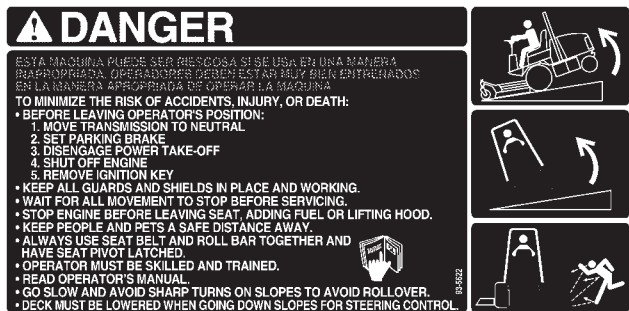 DANGER
ESTA MAQUINA PUEDE SER RIESGOSA SI SE USA EN UNA MANERA
INAPROPRIADA. OPERADORES DEBEN ESTAR MUY BIEN ENTRENADOS
EN LA MANERA APROPRIADA DE OPERAR LA MAQUINA
TO MINIMIZE THE RISK OF ACCIDENTS, INJURY, OR DEATH:
• BEFORE LEAVING OPERATOR'S POSITION:
1. MOVE TRANSMISSION TO NEUTRAL
2. SET PARKING BRAKE
3. DISENGAGE POWER TAKE-OFF
4. SHUT OFF ENGINE
5. REMOVE IGNITION KEY
• KEEP ALL GUARDS AND SHIELDS IN PLACE AND WORKING.
• WAIT FOR ALL MOVEMENT TO STOP BEFORE SERVICING.
• STOP ENGINE BEFORE LEAVING SEAT, ADDING FUEL OR LIFTING HOOD.
• KEEP PEOPLE AND PETS A SAFE DISTANCE AWAY.
• ALWAYS USE SEAT BELT AND ROLL BAR TOGETHER AND
HAVE SEAT PIVOT LATCHED.
• OPERATOR MUST BE SKILLED AND TRAINED.
• READ OPERATOR'S MANUAL.
• GO SLOW AND AVOID SHARP TURNS ON SLOPES TO AVOID ROLLOVER.
• DECK MUST BE LOWERED WHEN GOING DOWN SLOPES FOR STEERING CONTROL.